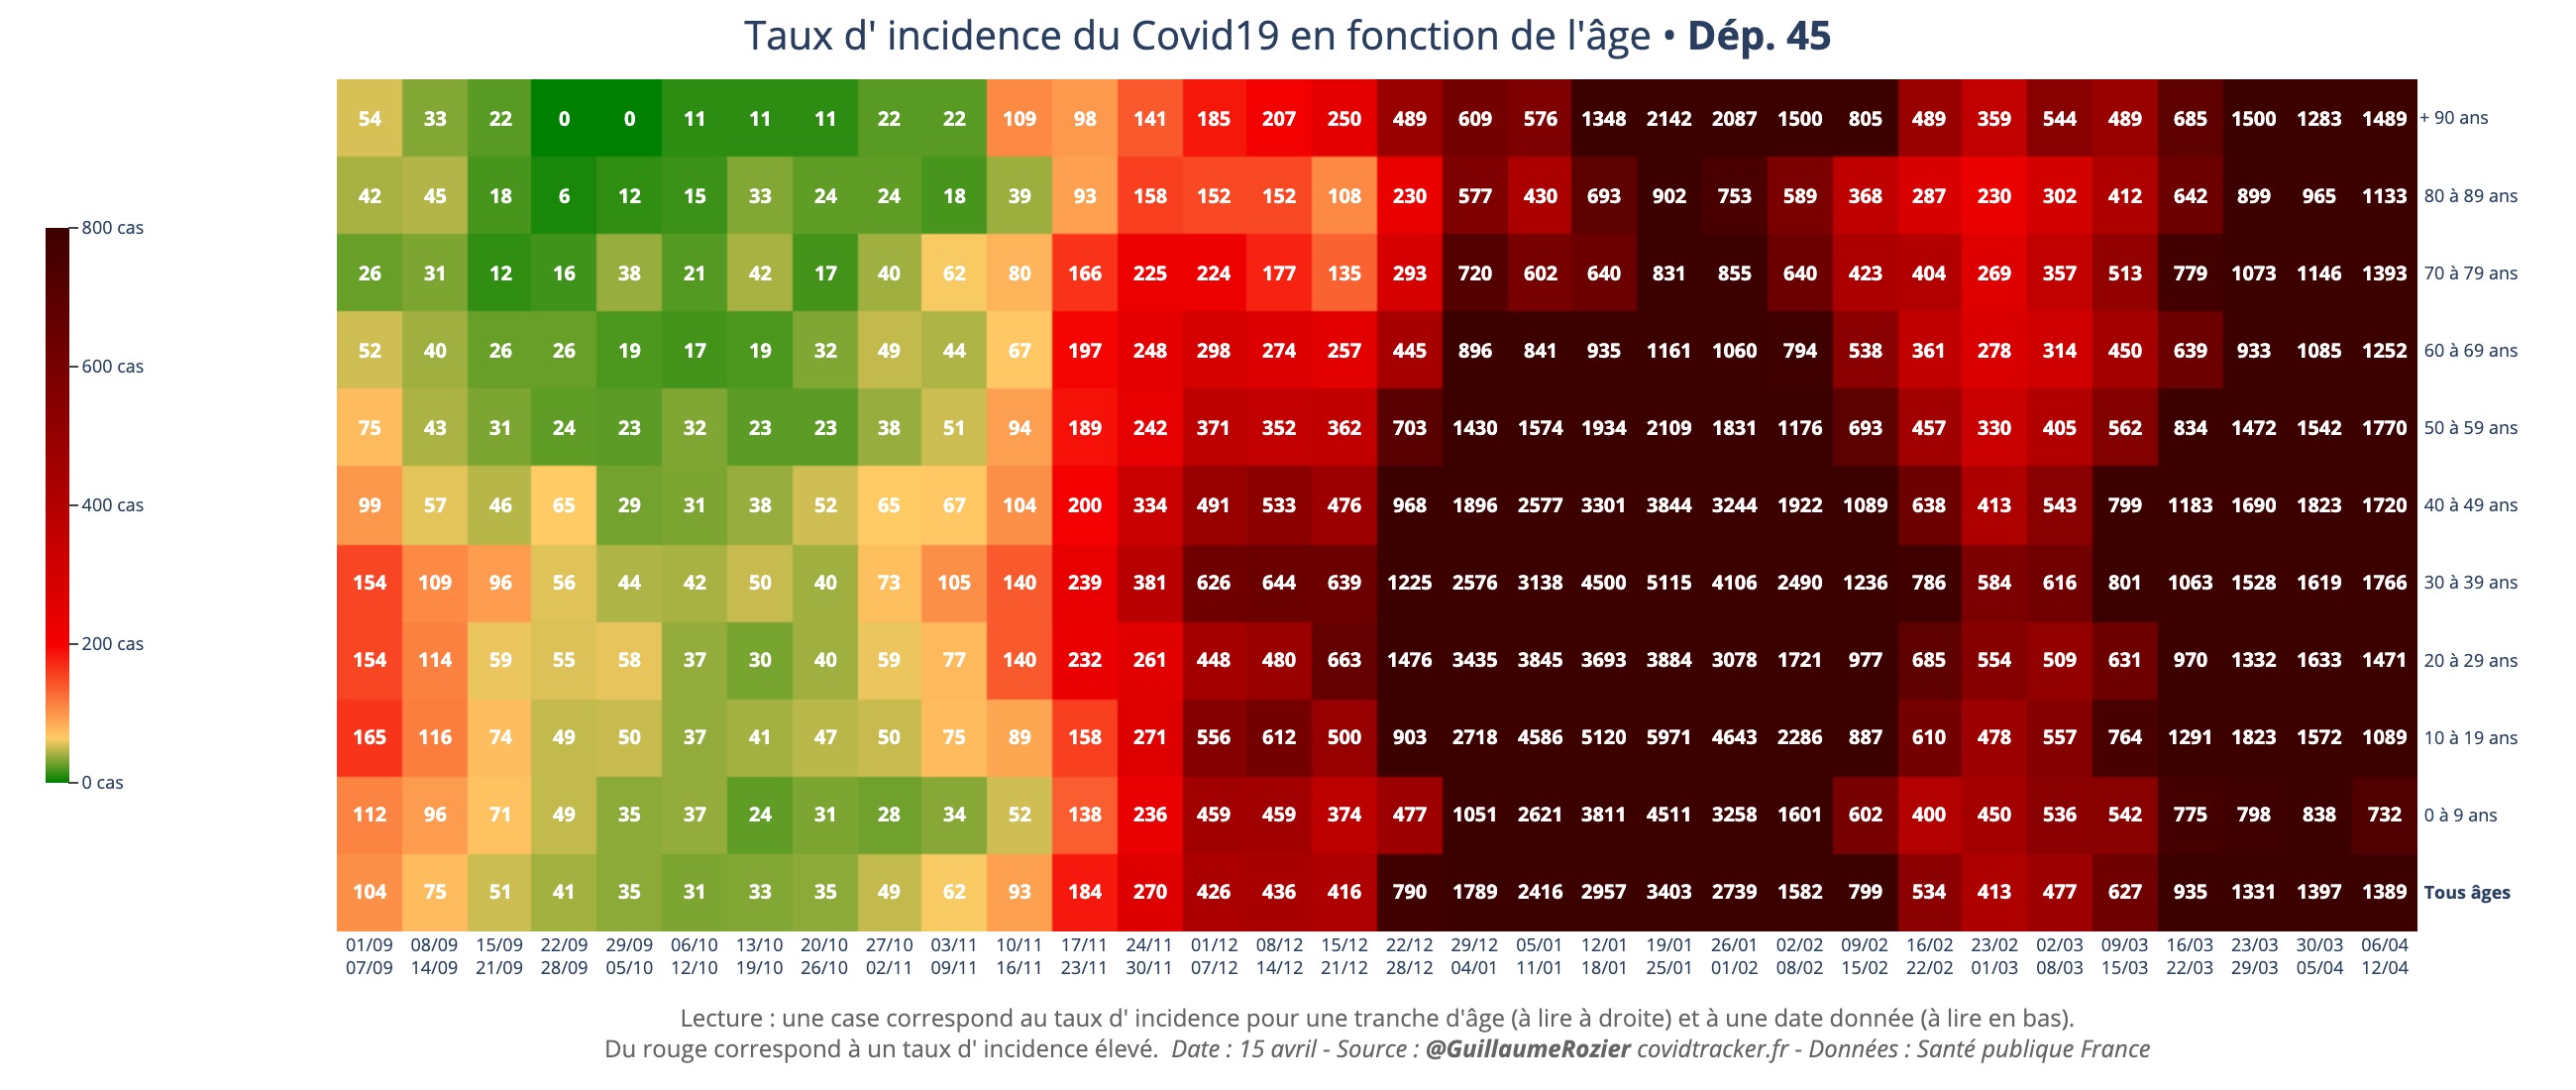 Taux d' incidence du Covid19 en fonction de l'âge • Dép. 45
54 33 22 0 0 11 11 11 22 22 109 98 141 185 207 250 489 609 576 1348 2142 2087 1500 805 489 359 544 489 685 1500 1283 1489 + 90 ans
42 45 18 6 12 15 33 24 24 18 39 93 158 152 152 108 230 577 430 693 902 753 589 368 287 230 302 412 642 899 965 1133 80 à 89 ans
800 cas
26 31 12 16 38 21 42 17 40 62 80 166 225 224 177 135 293 720 602 640 831 855 640 423 404 269 357 513 779 1073 1146 1393 70 à 79 ans
52 40 26 26 19 17 19 32 49 44 67 197 248 298 274 257 445 896 841 935 1161 1060 794 538 361 278 314 450 639 933 1085 1252 60 à 69 ans
600 cas
75 43 31 24 23 32 23 23 38 51 94 189 242 371 352 362 703 1430 1574 1934 2109 1831 1176 693 457 330 405 562 834 1472 1542 1770 50 à 59 ans
400 cas
99 57 46 65 29 31 38 52 65 67 104 200 334 491 533 476 968 1896 2577 3301 3844 3244 1922 1089 638 413 543 799 1183 1690 1823 1720 40 à 49 ans
154 109 96 56 44 42 50 40 73 105 140 239 381 626 644 639 1225 2576 3138 4500 5115 4106 2490 1236 786 584 616 801 1063 1528 1619 1766 30 à 39 ans
200 cas
154 114 59 55 58 37 30 40 59 77 140 232 261 448 480 663 1476 3435 3845 3693 3884 3078 1721 977 685 554 509 631 970 1332 1633 1471 20 à 29 ans
165 116 74 49 50 37 41 47 50 75 89 158 271 556 612 500 903 2718 4586 5120 5971 4643 2286 887 610 478 557 764 1291 1823 1572 1089 10 à 19 ans
0 cas
112 96 71 49 35 37 24 31 28 34 52 138 236 459 459 374 477 1051 2621 3811 4511 3258 1601 602 400 450 536 542 775 798 838 732 0 à 9 ans
104 75 51 41 35 31 33 35 49 62 93 184 270 426 436 416 790 1789 2416 2957 3403 2739 1582 799 534 413 477 627 935 1331 1397 1389 Tous âges
01/09 08/09 15/09 22/09 29/09 06/10 13/10 20/10 27/10 03/11 10/11 17/11 24/11 01/12 08/12 15/12 22/12 29/12 05/01 12/01 19/01 26/01 02/02 09/02 16/02 23/02 02/03 09/03 16/03 23/03 30/03 06/04
07/09 14/09 21/09 28/09 05/10 12/10 19/10 26/10 02/11 09/11 16/11 23/11 30/11 07/12 14/12 21/12 28/12 04/01 11/01 18/01 25/01 01/02 08/02 15/02 22/02 01/03 08/03 15/03 22/03 29/03 05/04 12/04
Lecture : une case correspond au taux d' incidence pour une tranche d'âge (à lire à droite) et à une date donnée (à lire en bas).
Du rouge correspond à un taux d' incidence élevé. Date : 15 avril - Source : @GuillaumeRozier covidtracker.fr - Données : Santé publique France